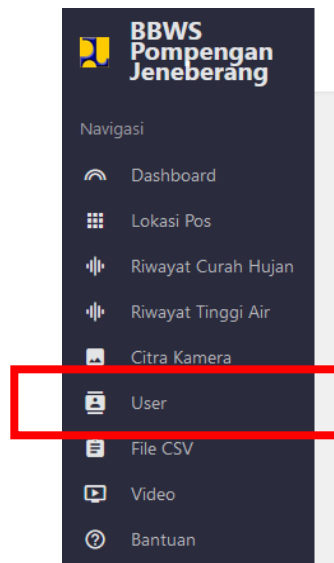 BBWS
Pompengan
Jeneberang
Navigasi
Dashboard
Lokasi Pos
Riwayat Curah Hujan
Riwayat Tinggi Air
Citra Kamera
User
File CSV
Video
Bantuan